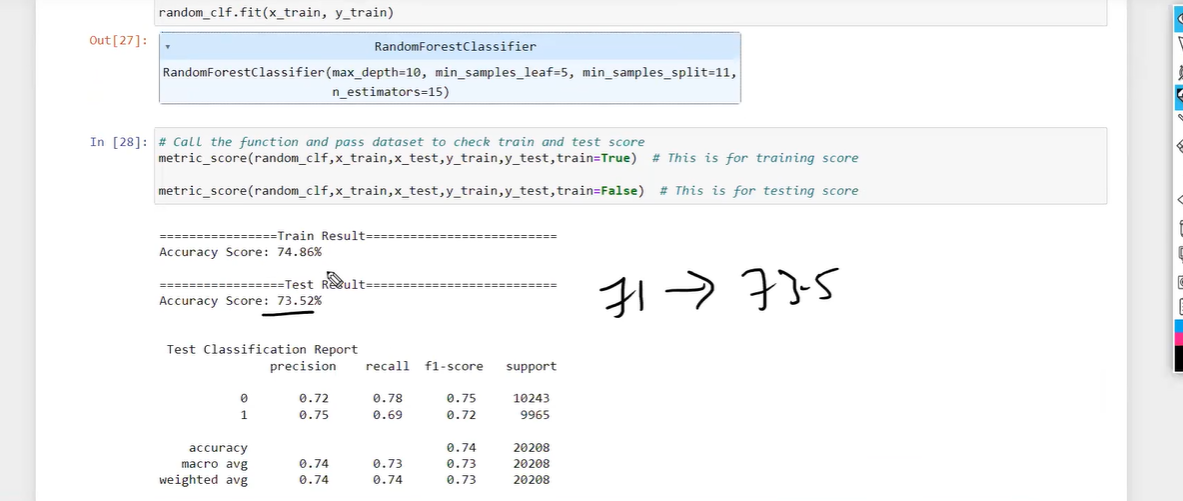 random_clf.fit(x_train, y_train)
Out[27]:
RandomForestClassifier
RandomForestClassifier(max_depth=10, min_samples_leaf=5, min_samples_split=11,
n_estimators=15)
In [28]: # Call the function and pass dataset to check train and test score
metric_score(random_clf,x_train,x_test,y_train,y_test,train=True)  # This is for training score
metric_score(random_clf,x_train,x_test,y_train,y_test,train=False)  # This is for testing score
================Train Result==========================
Accuracy Score: 74.86%
=================Test Result==========================
Accuracy Score: 73.52%
71 → 73.5
Test Classification Report
precision recall f1-score support
0 0.72 0.78 0.75 10243
1 0.75 0.69 0.72 9965
accuracy 0.74 20208
macro avg 0.74 0.73 0.73 20208
weighted avg 0.74 0.74 0.73 20208